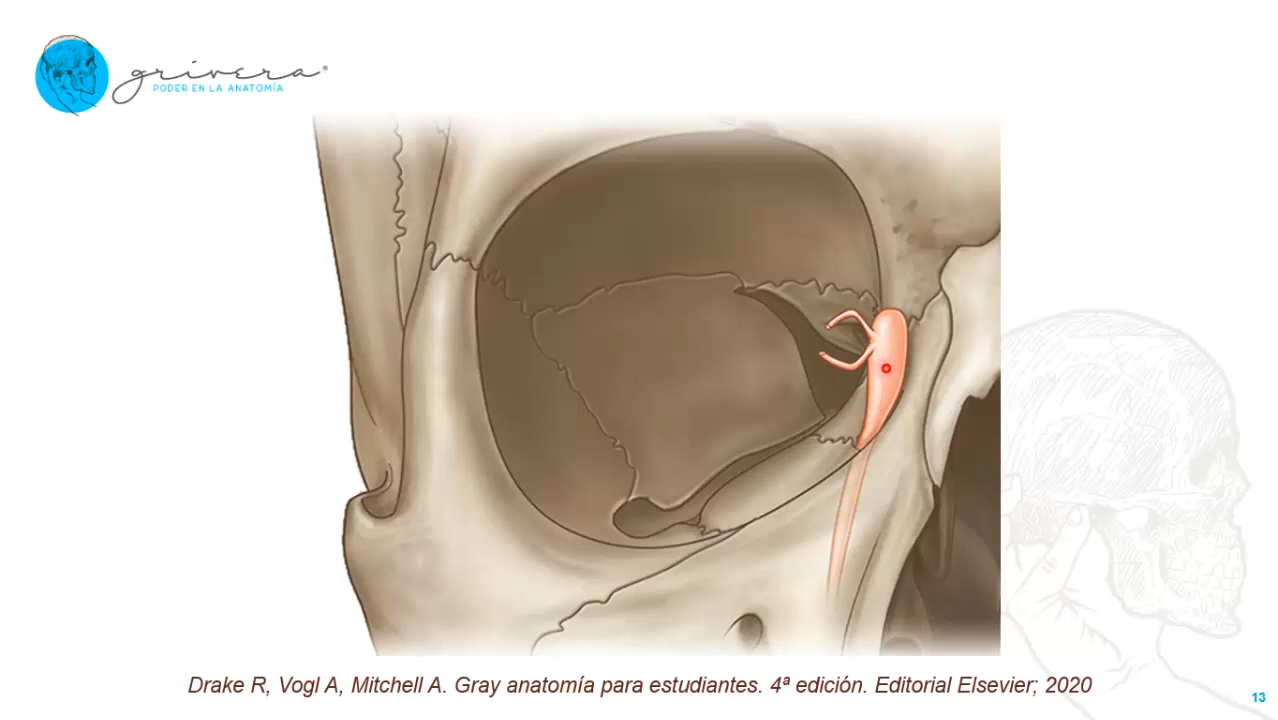 grivera®
PODER EN LA ANATOMÍA
Drake R, Vogl A, Mitchell A. Gray anatomía para estudiantes. 4ª edición. Editorial Elsevier; 2020
13